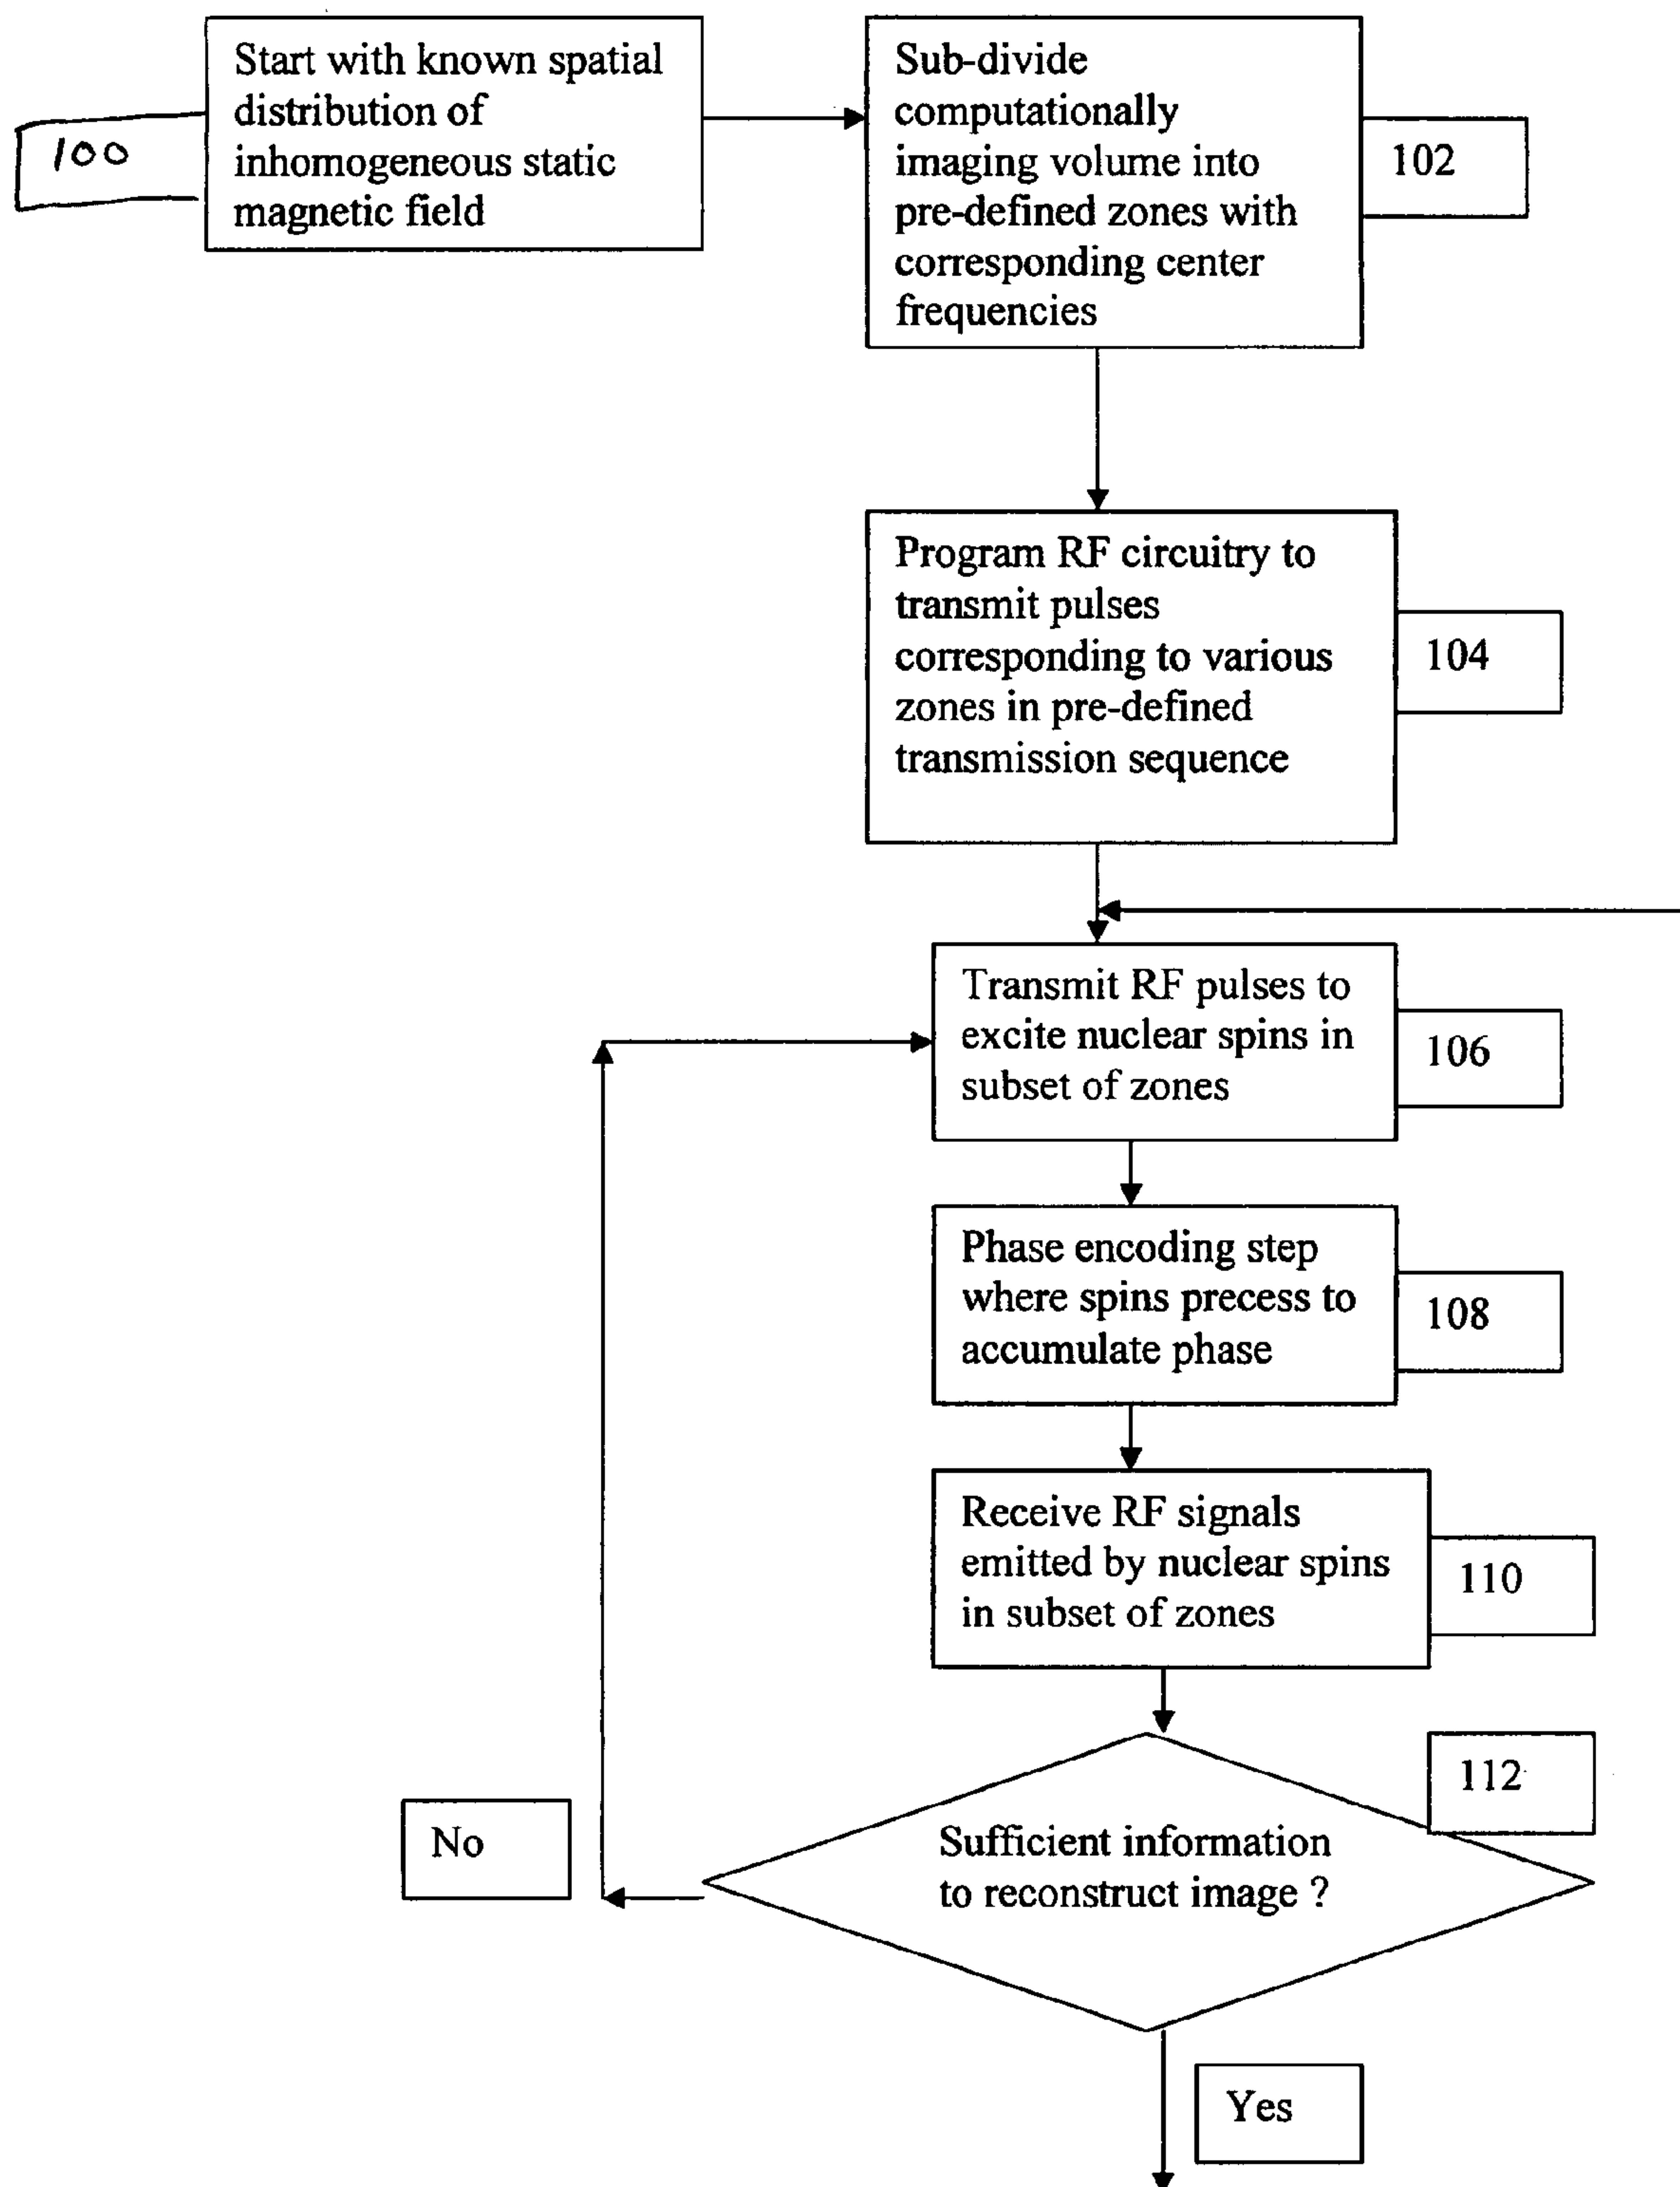 Start with known spatial
distribution of
inhomogeneous static
magnetic field
100
Sub-divide
computationally
imaging volume into
pre-defined zones with
corresponding center
frequencies
102
Program RF circuitry to
transmit pulses
corresponding to various
zones in pre-defined
transmission sequence
104
Transmit RF pulses to
excite nuclear spins in
subset of zones
106
Phase encoding step
where spins precess to
accumulate phase
108
Receive RF signals
emitted by nuclear spins
in subset of zones
110
112
Sufficient information
to reconstruct image ?
No
Yes